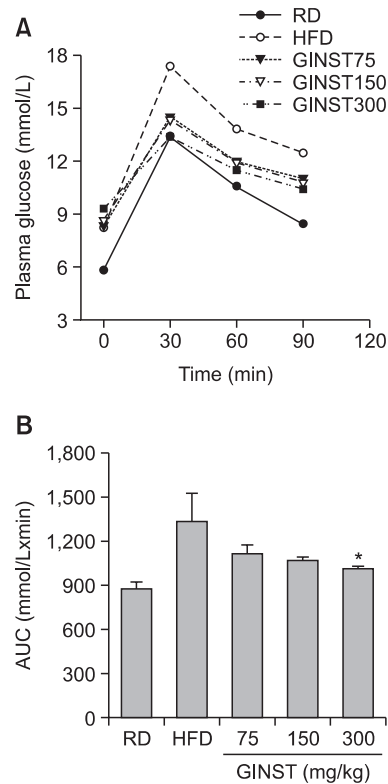 A
RD
HFD
GINST75
GINST150
GINST300
Plasma glucose (mmol/L)
18
15
12
9
6
3
0 30 60 90 120
Time (min)
B
AUC (mmol/Lxmin)
1,800
1,500
1,200
900
600
300
0
*
RD HFD 75 150 300
GINST (mg/kg)